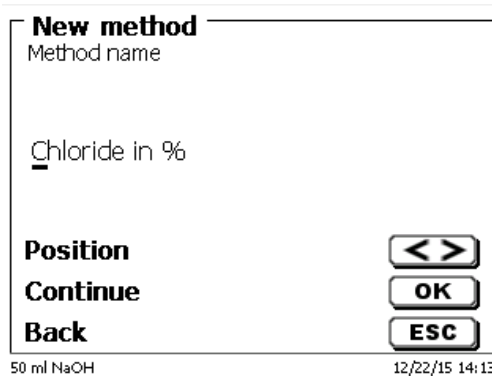 New method
Method name
Chloride in %
Position < >
Continue OK
Back ESC
50 ml NaOH 12/22/15 14:13